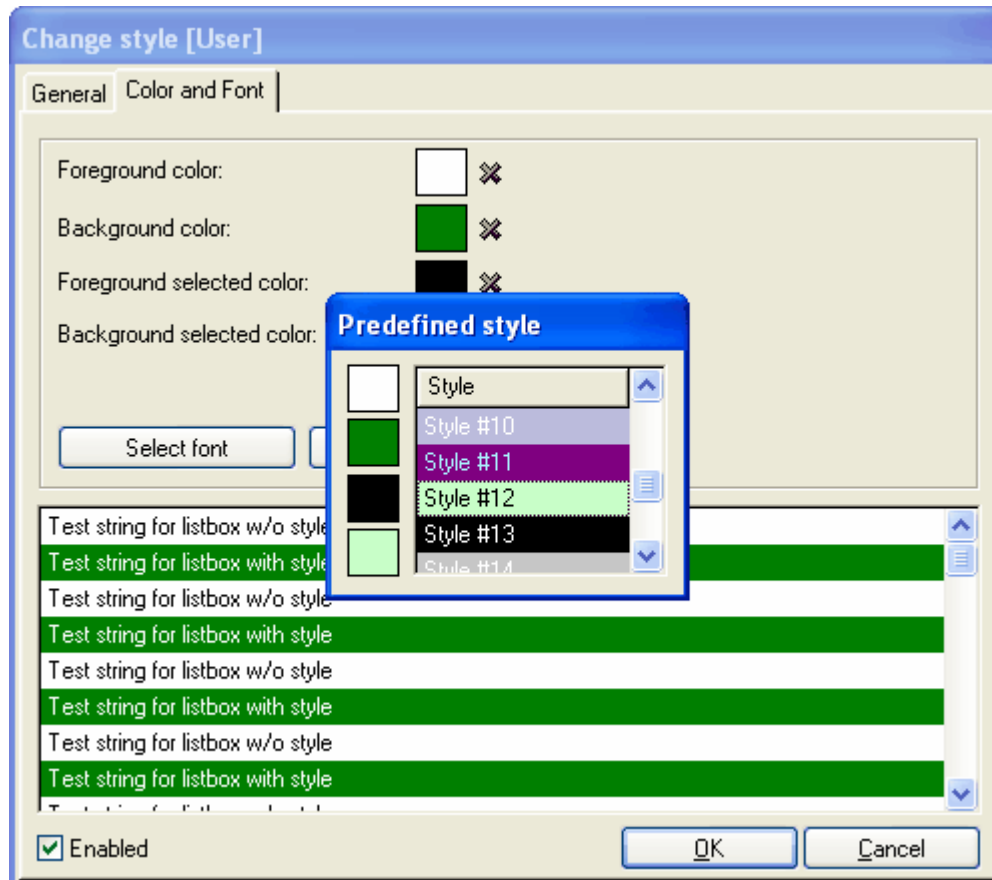 Change style [User]
General Color and Font
Foreground color:
Background color:
Foreground selected color:
Background selected color:
Predefined style
Style
Style #10
Style #11
Style #12
Style #13
Style #14
Select font
Test string for listbox w/o style
Test string for listbox with style
Test string for listbox w/o style
Test string for listbox with style
Test string for listbox w/o style
Test string for listbox with style
Test string for listbox w/o style
Test string for listbox with style
Enabled
OK Cancel